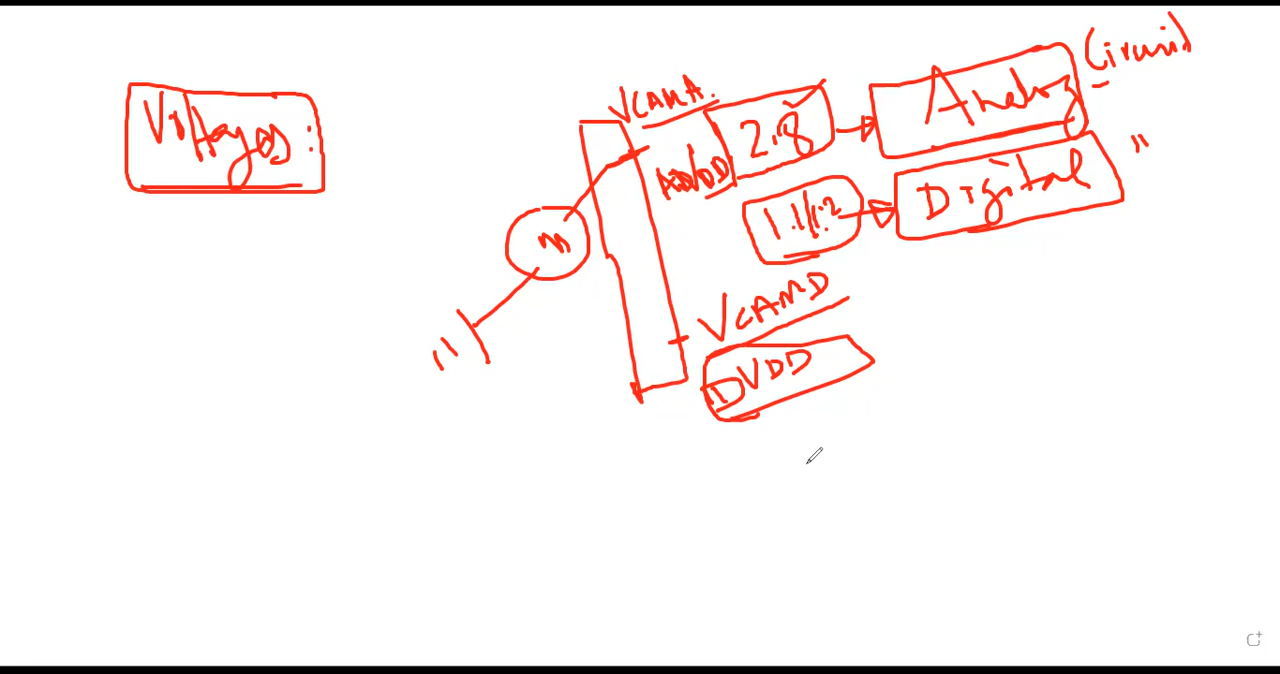 Voltages:
VCAMA.
AVDD 2.8
Analog
Circuit
1.1/1.2
Digital "
VCAMD
DVDD